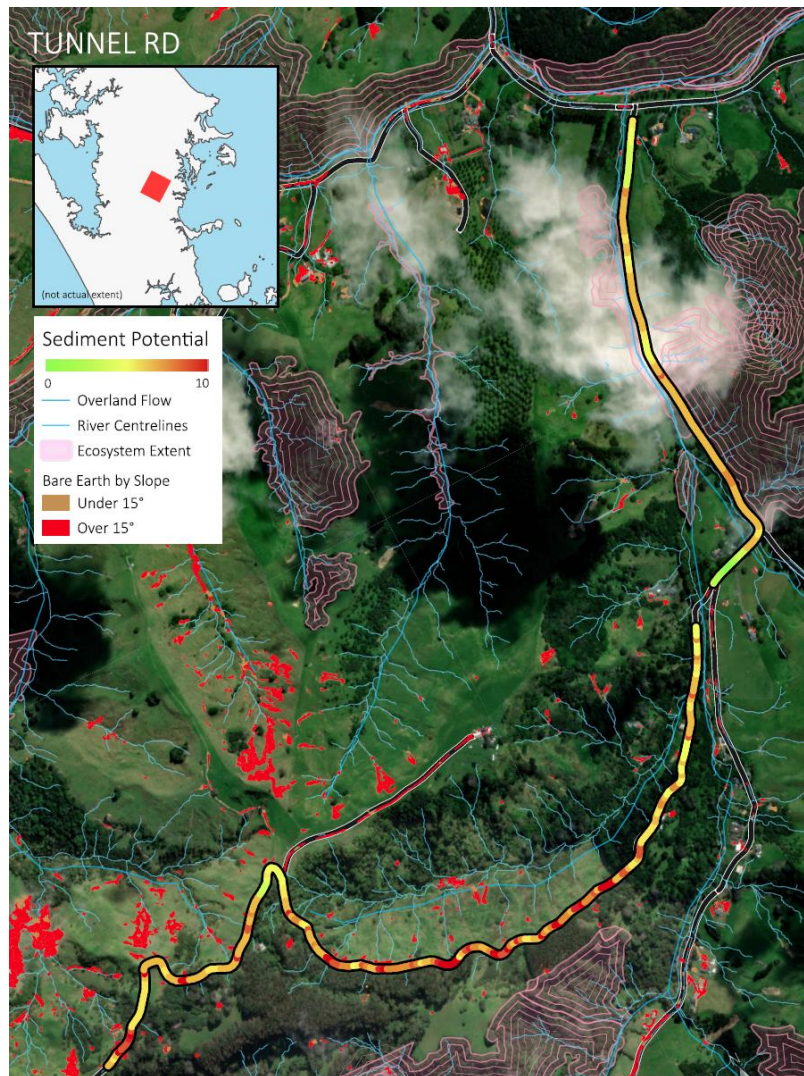 TUNNEL RD
(not actual extent)
Sediment Potential
0 10
Overland Flow
River Centrelines
Ecosystem Extent
Bare Earth by Slope
Under 15°
Over 15°